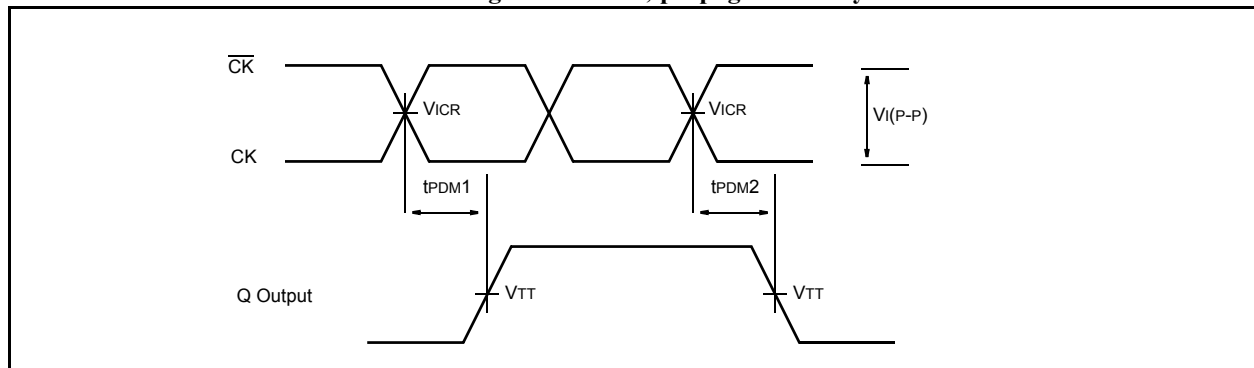 CK
VICR
VICR
VI(P-P)
CK
tPDM1
tPDM2
Q Output
VTT
VTT